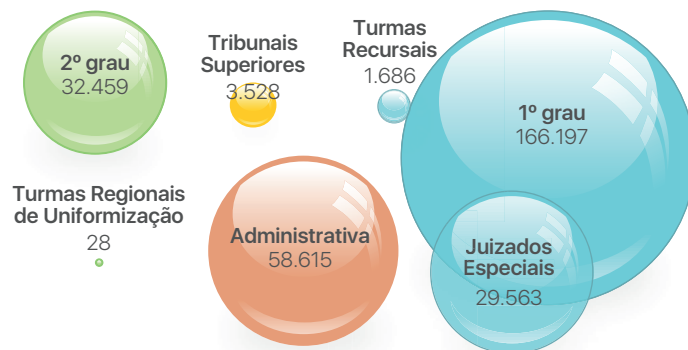 2º grau
32.459
Tribunais
Superiores
3.528
Turmas
Recursais
1.686
1º grau
166.197
Turmas Regionais
de Uniformização
28
Administrativa
58.615
Juizados
Especiais
29.563